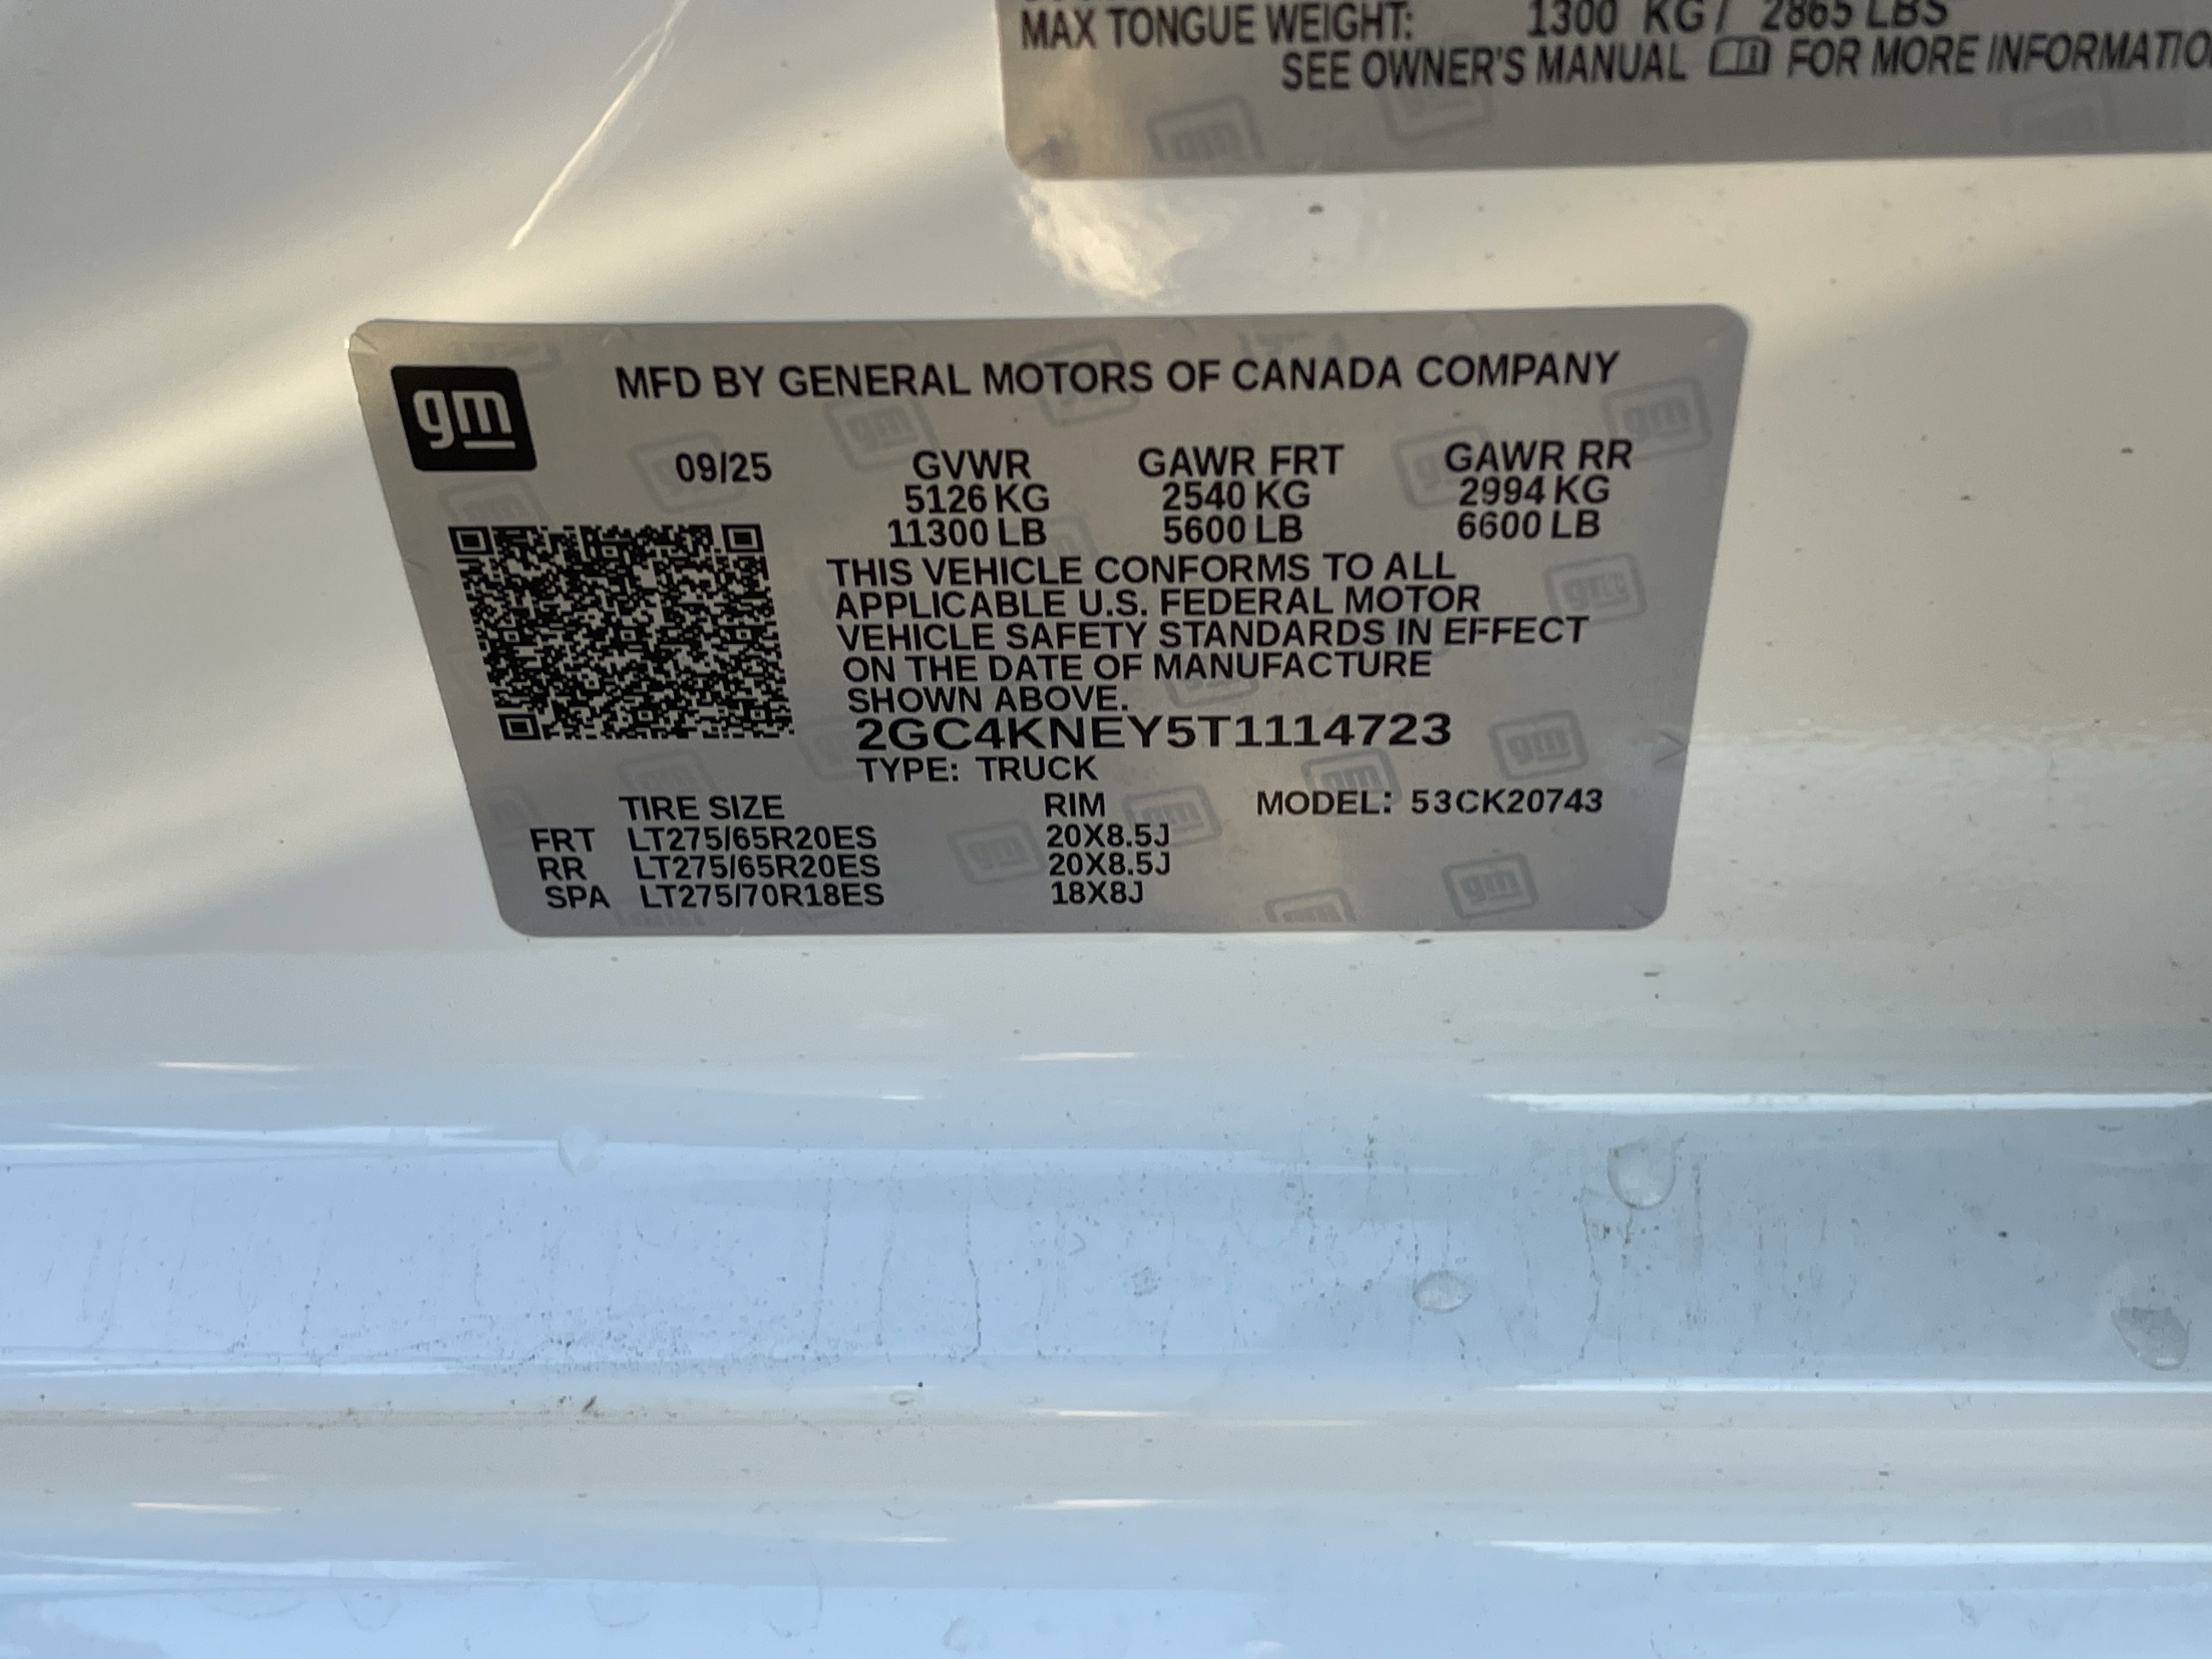 MAX TONGUE WEIGHT: 1300 KG / 2865 LBS
SEE OWNER'S MANUAL FOR MORE INFORMATIO
gm
MFD BY GENERAL MOTORS OF CANADA COMPANY
09/25 GVWR GAWR FRT GAWR RR
5126 KG 2540 KG 2994 KG
11300 LB 5600 LB 6600 LB
THIS VEHICLE CONFORMS TO ALL
APPLICABLE U.S. FEDERAL MOTOR
VEHICLE SAFETY STANDARDS IN EFFECT
ON THE DATE OF MANUFACTURE
SHOWN ABOVE.
2GC4KNEY5T1114723
TYPE: TRUCK
TIRE SIZE RIM MODEL: 53CK20743
FRT LT275/65R20ES 20X8.5J
RR LT275/65R20ES 20X8.5J
SPA LT275/70R18ES 18X8J